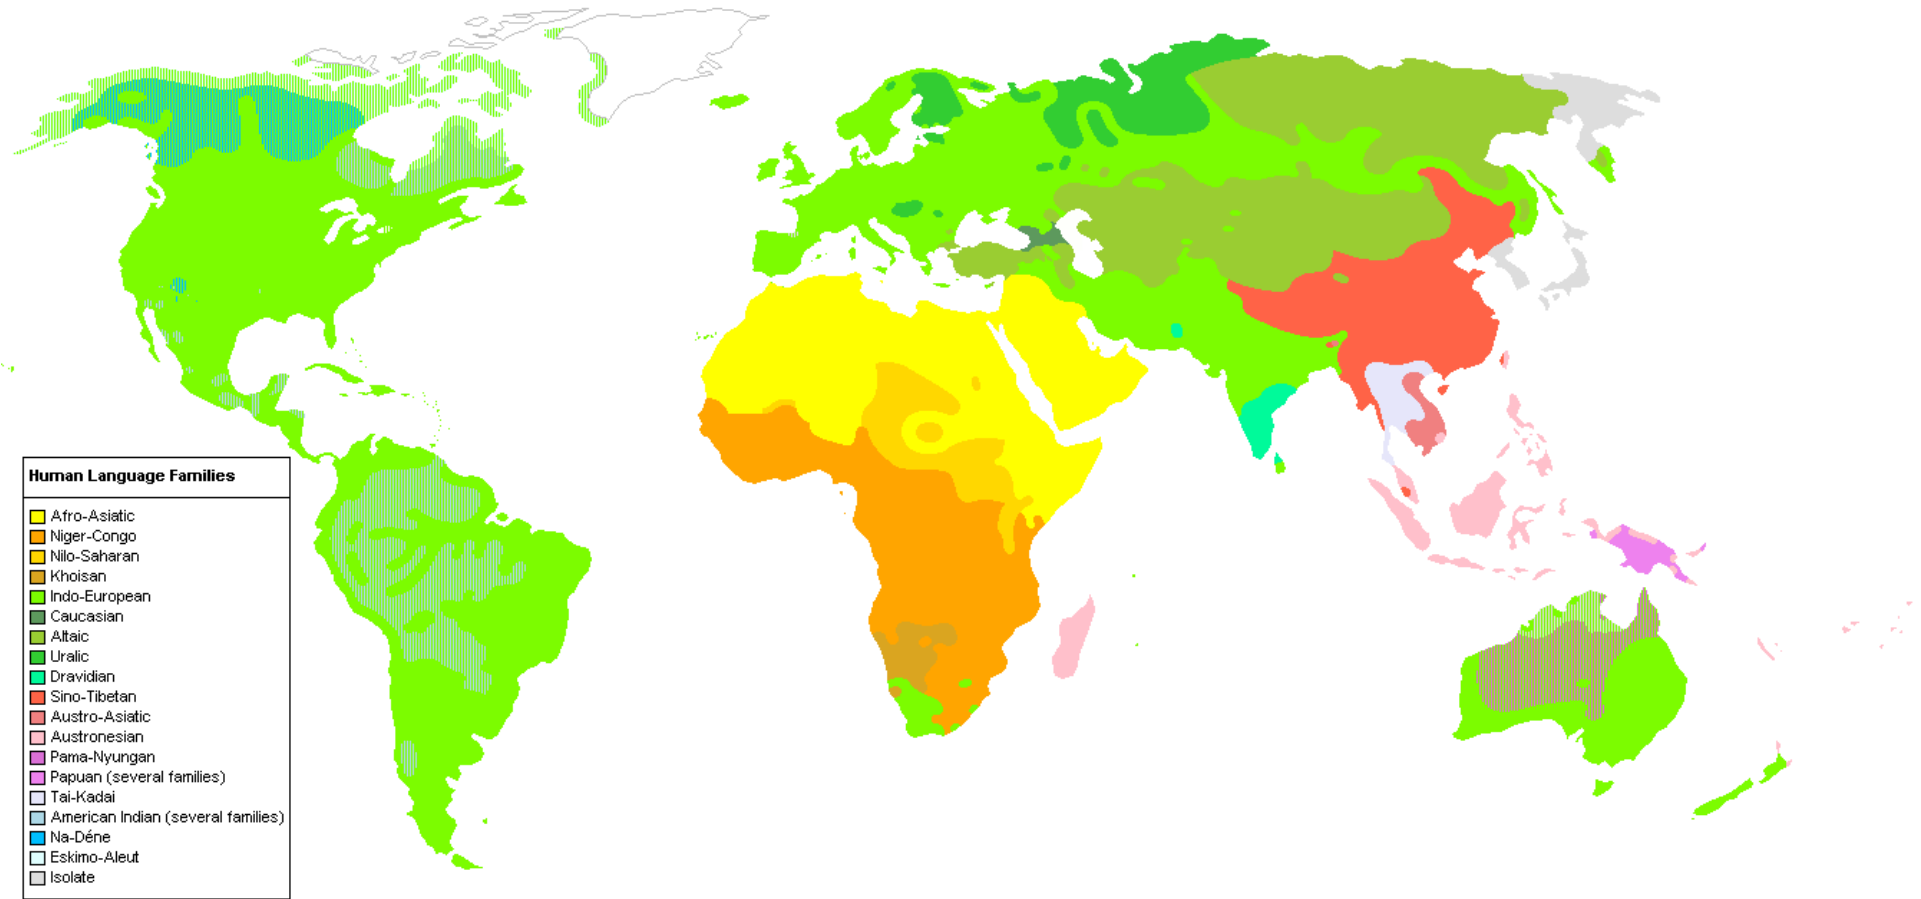 Human Language Families
Afro-Asiatic
Niger-Congo
Nilo-Saharan
Khoisan
Indo-European
Caucasian
Altaic
Uralic
Dravidian
Sino-Tibetan
Austro-Asiatic
Austronesian
Pama-Nyungan
Papuan (several families)
Tai-Kadai
American Indian (several families)
Na-Déne
Eskimo-Aleut
Isolate